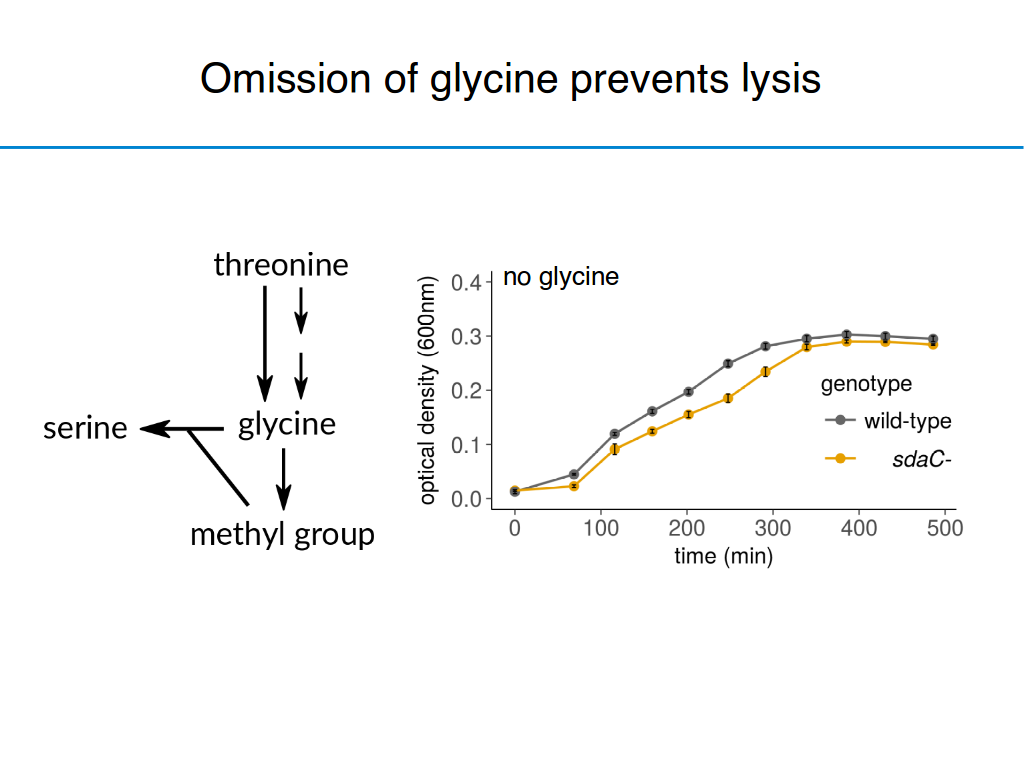 Omission of glycine prevents lysis
threonine
serine
glycine
methyl group
no glycine
optical density (600nm)
0.4
0.3
0.2
0.1
0.0
0 100 200 300 400 500
time (min)
genotype
wild-type
sdaC-